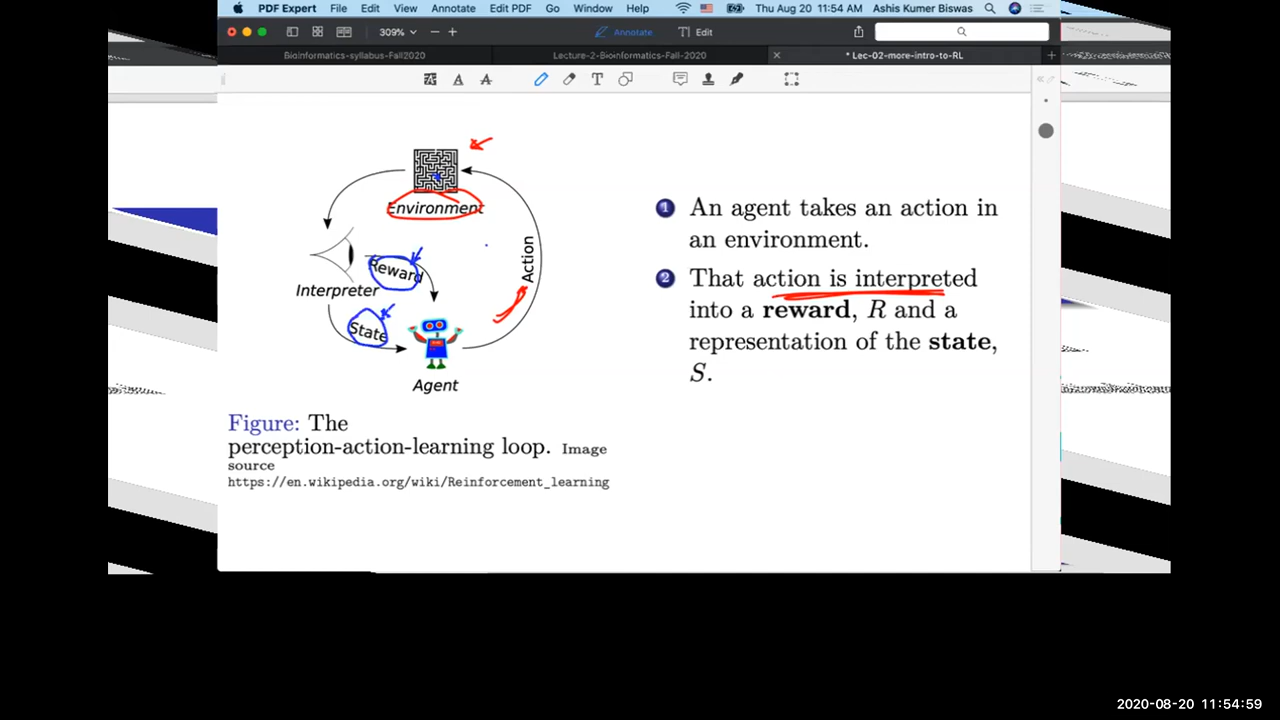 PDF Expert File Edit View Annotate Edit PDF Go Window Help Thu Aug 20 11:54 AM Ashis Kumer Biswas
309% Annotate Edit
Bioinformatics-syllabus-Fall2020 Lecture-2-Bionformatics-Fall-2020 * Lec-02-more-intro-to-RL
Environment
Action
Reward
Interpreter
State
Agent
Figure: The
perception-action-learning loop. Image
source
https://en.wikipedia.org/wiki/Reinforcement_learning
1 An agent takes an action in
an environment.
2 That action is interpreted
into a reward, R and a
representation of the state,
S.
2020-08-20 11:54:59